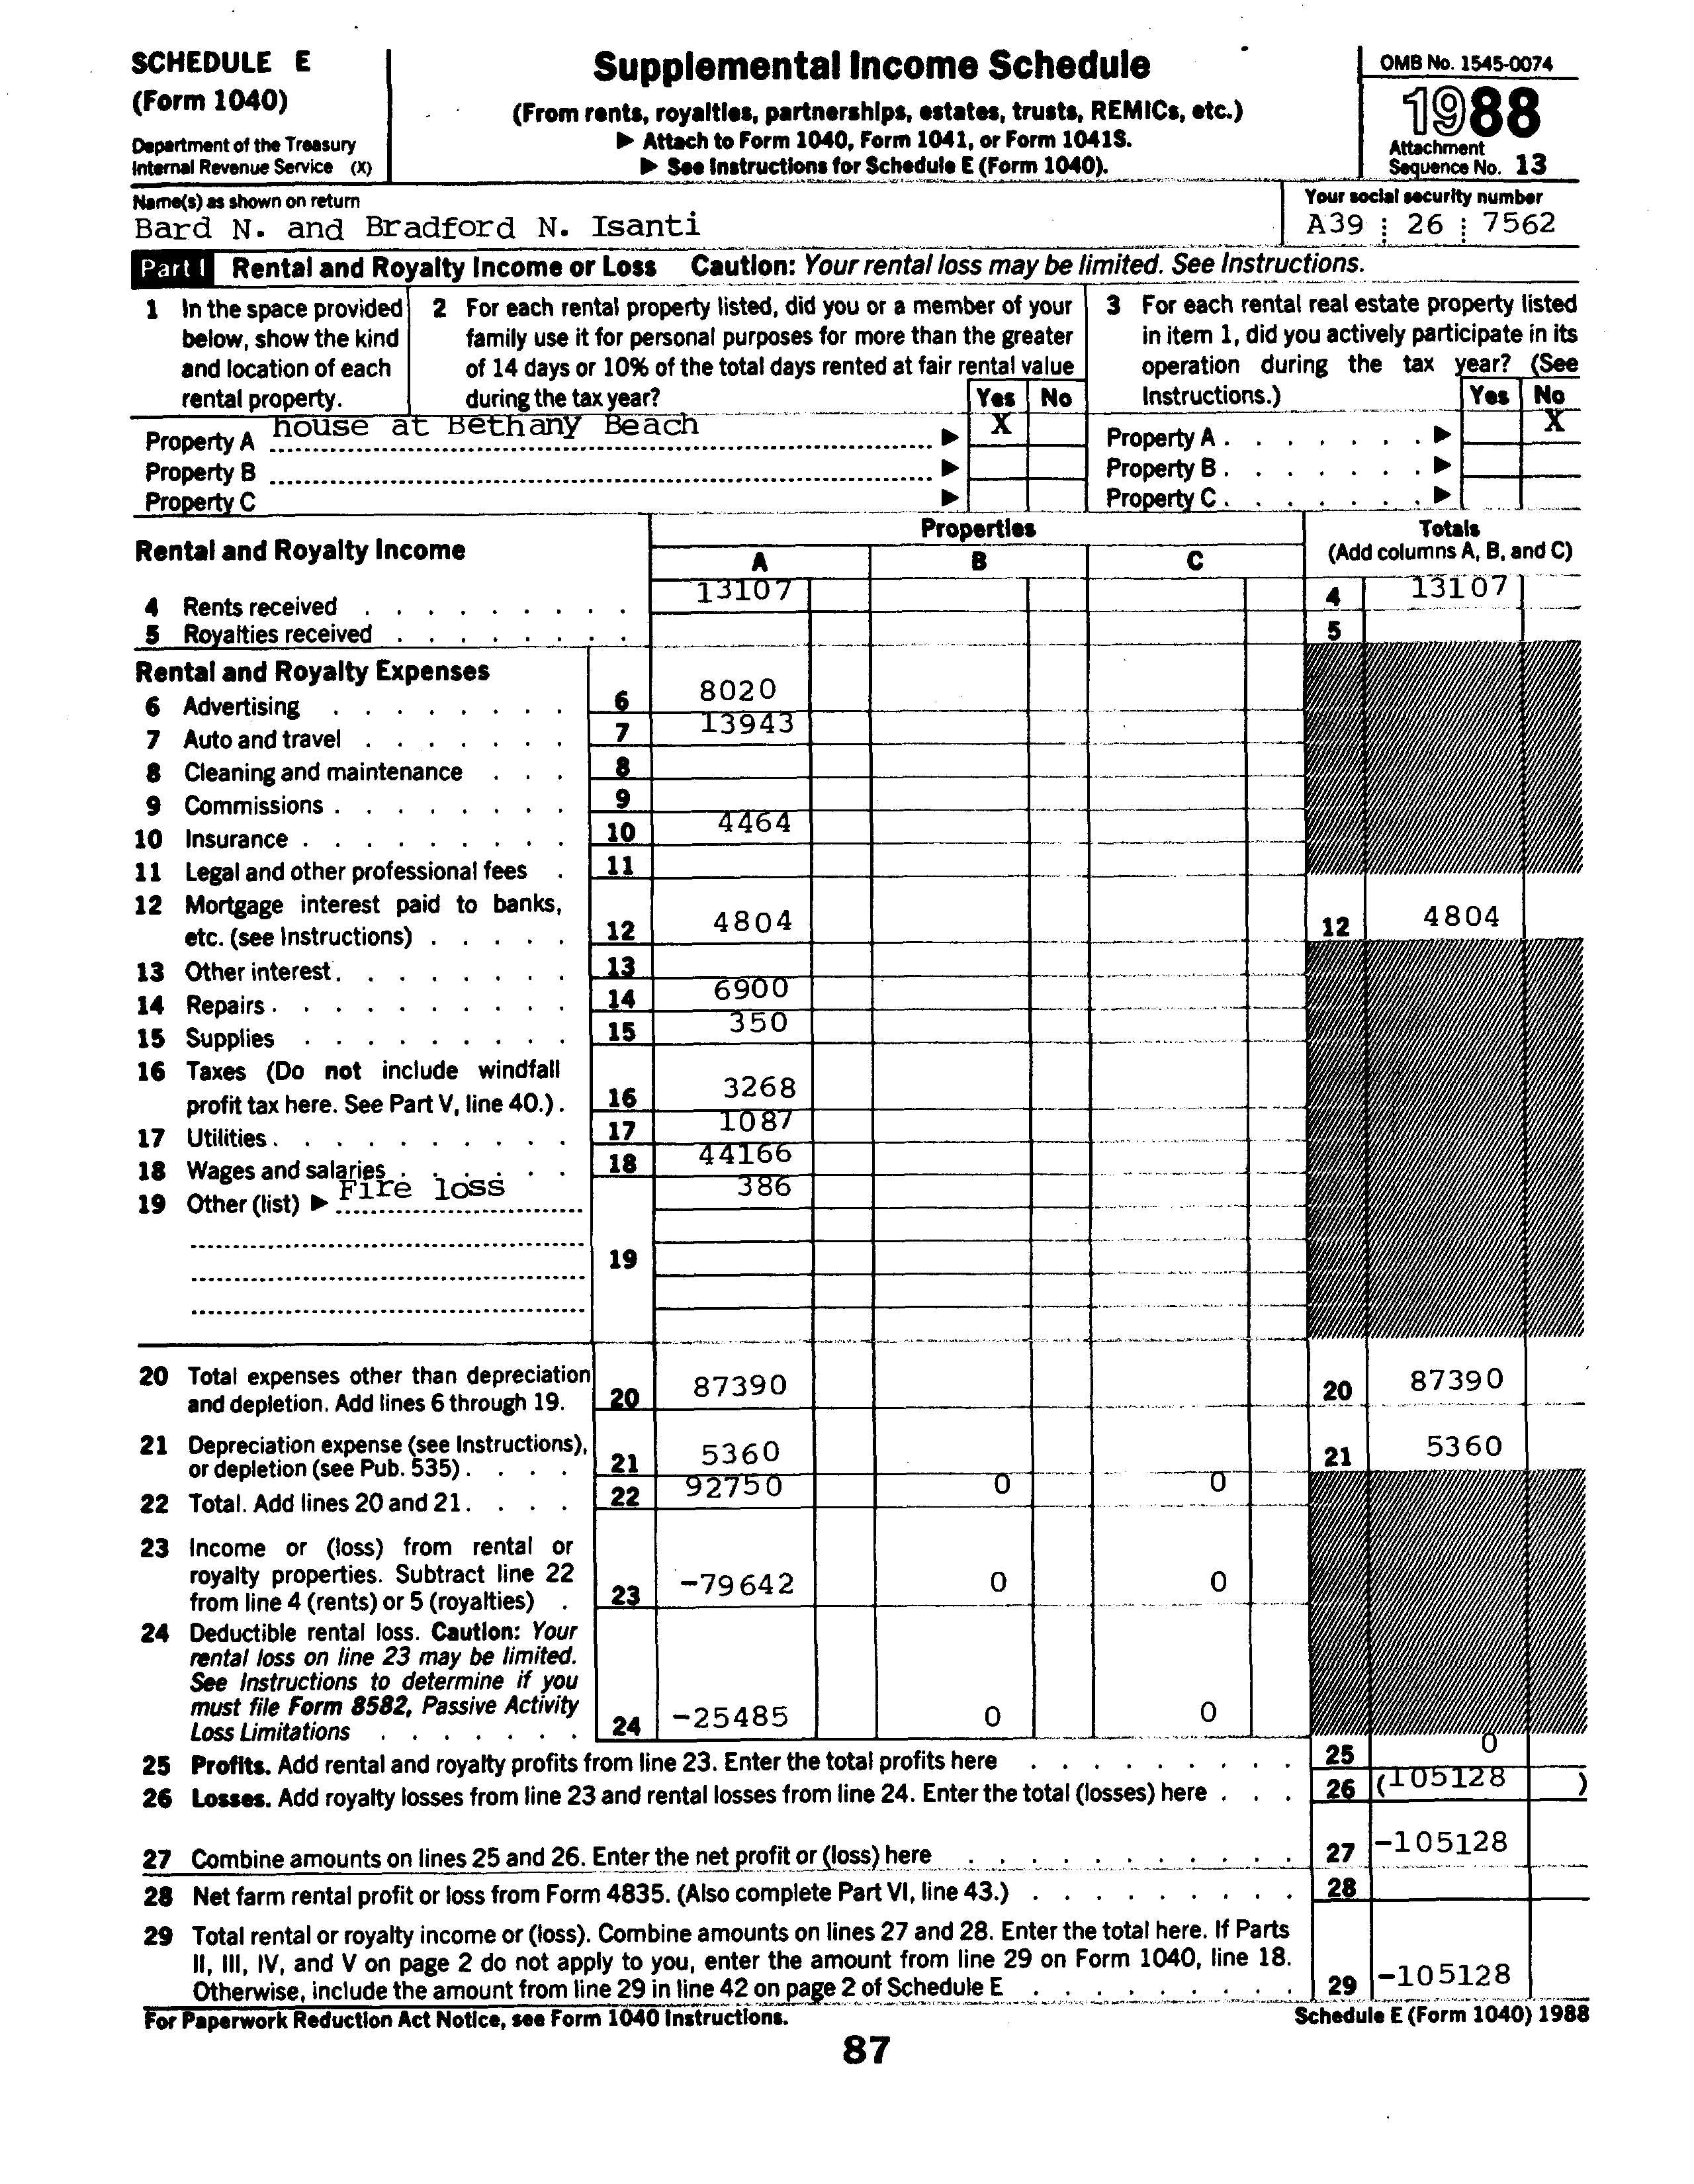 SCHEDULE E
(Form 1040)
Department of the Treasury
Internal Revenue Service (X)
Supplemental Income Schedule
(From rents, royalties, partnerships, estates, trusts, REMICs, etc.)
▶ Attach to Form 1040, Form 1041, or Form 1041S.
▶ See Instructions for Schedule E (Form 1040).
OMB No. 1545-0074
1988
Attachment
Sequence No. 13
Name(s) as shown on return
Bard N. and Bradford N. Isanti
Your social security number
A39 26 7562
Part I Rental and Royalty Income or Loss Caution: Your rental loss may be limited. See Instructions.
1 In the space provided
below, show the kind
and location of each
rental property.
2 For each rental property listed, did you or a member of your
family use it for personal purposes for more than the greater
of 14 days or 10% of the total days rented at fair rental value
during the tax year?
Yes No
3 For each rental real estate property listed
in item 1, did you actively participate in its
operation during the tax year? (See
Instructions.)
Yes No
Property A house at Bethany Beach ▶ X
Property B ▶
Property C ▶
Property A . . . . . . . ▶ X
Property B . . . . . . . ▶
Property C . . . . . . . ▶
Rental and Royalty Income
Properties
A B C
Totals
(Add columns A, B, and C)
4 Rents received . . . . . . . . . 13107 4 13107
5 Royalties received . . . . . . . . 5
Rental and Royalty Expenses
6 Advertising . . . . . . . . 6 8020
7 Auto and travel . . . . . . . 7 13943
8 Cleaning and maintenance . . . 8
9 Commissions . . . . . . . . 9
10 Insurance . . . . . . . . . 10 4464
11 Legal and other professional fees . 11
12 Mortgage interest paid to banks,
etc. (see Instructions) . . . . . 12 4804 12 4804
13 Other interest . . . . . . . . 13
14 Repairs . . . . . . . . . . 14 6900
15 Supplies . . . . . . . . . 15 350
16 Taxes (Do not include windfall
profit tax here. See Part V, line 40.) . 16 3268
17 Utilities . . . . . . . . . . 17 1087
18 Wages and salaries . . . . . . 18 44166
19 Other (list) ▶ Fire loss 386
19
20 Total expenses other than depreciation
and depletion. Add lines 6 through 19. 20 87390 20 87390
21 Depreciation expense (see Instructions),
or depletion (see Pub. 535) . . . . 21 5360 21 5360
22 Total. Add lines 20 and 21 . . . . 22 92750 0 0
23 Income or (loss) from rental or
royalty properties. Subtract line 22
from line 4 (rents) or 5 (royalties) . 23 -79642 0 0
24 Deductible rental loss. Caution: Your
rental loss on line 23 may be limited.
See Instructions to determine if you
must file Form 8582, Passive Activity
Loss Limitations . . . . . . . 24 -25485 0 0
25 Profits. Add rental and royalty profits from line 23. Enter the total profits here . . . . . . . . . 25 0
26 Losses. Add royalty losses from line 23 and rental losses from line 24. Enter the total (losses) here . . . 26 (105128 )
27 Combine amounts on lines 25 and 26. Enter the net profit or (loss) here . . . . . . . . . . . 27 -105128
28 Net farm rental profit or loss from Form 4835. (Also complete Part VI, line 43.) . . . . . . . . . 28
29 Total rental or royalty income or (loss). Combine amounts on lines 27 and 28. Enter the total here. If Parts
II, III, IV, and V on page 2 do not apply to you, enter the amount from line 29 on Form 1040, line 18.
Otherwise, include the amount from line 29 in line 42 on page 2 of Schedule E . . . . . . . . . 29 -105128
For Paperwork Reduction Act Notice, see Form 1040 Instructions. Schedule E (Form 1040) 1988
87